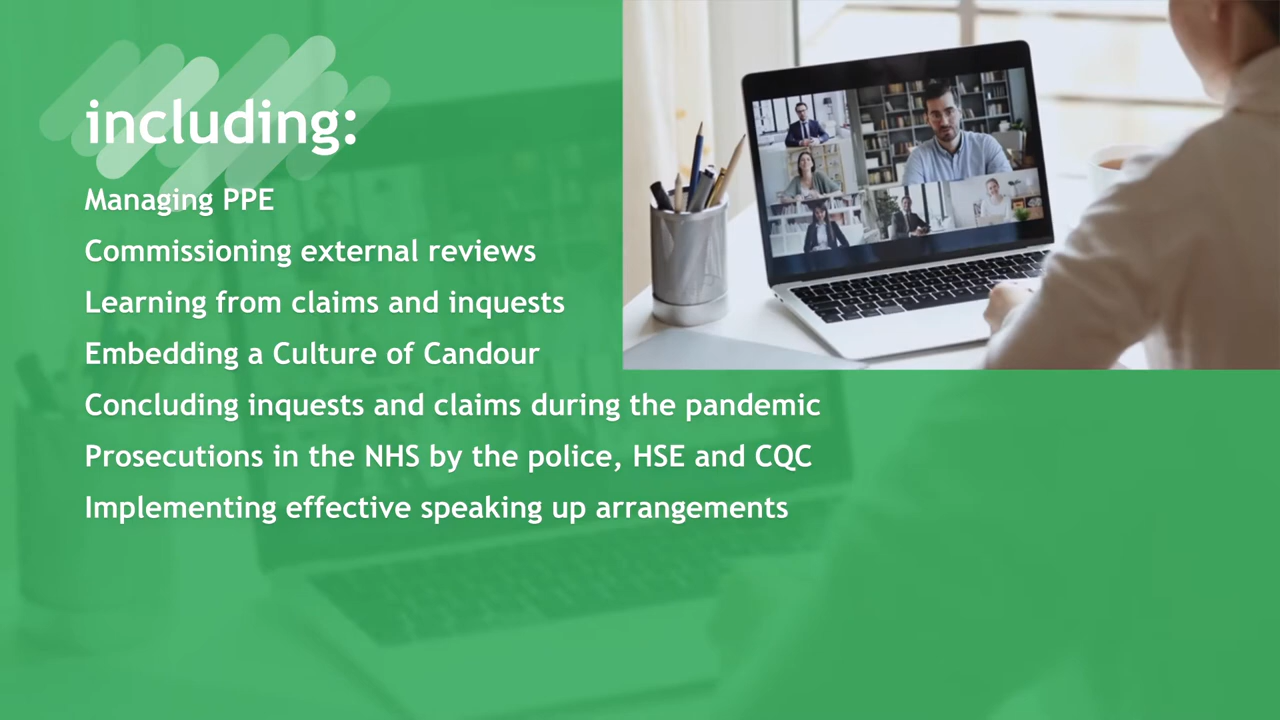 including:
Managing PPE
Commissioning external reviews
Learning from claims and inquests
Embedding a Culture of Candour
Concluding inquests and claims during the pandemic
Prosecutions in the NHS by the police, HSE and CQC
Implementing effective speaking up arrangements